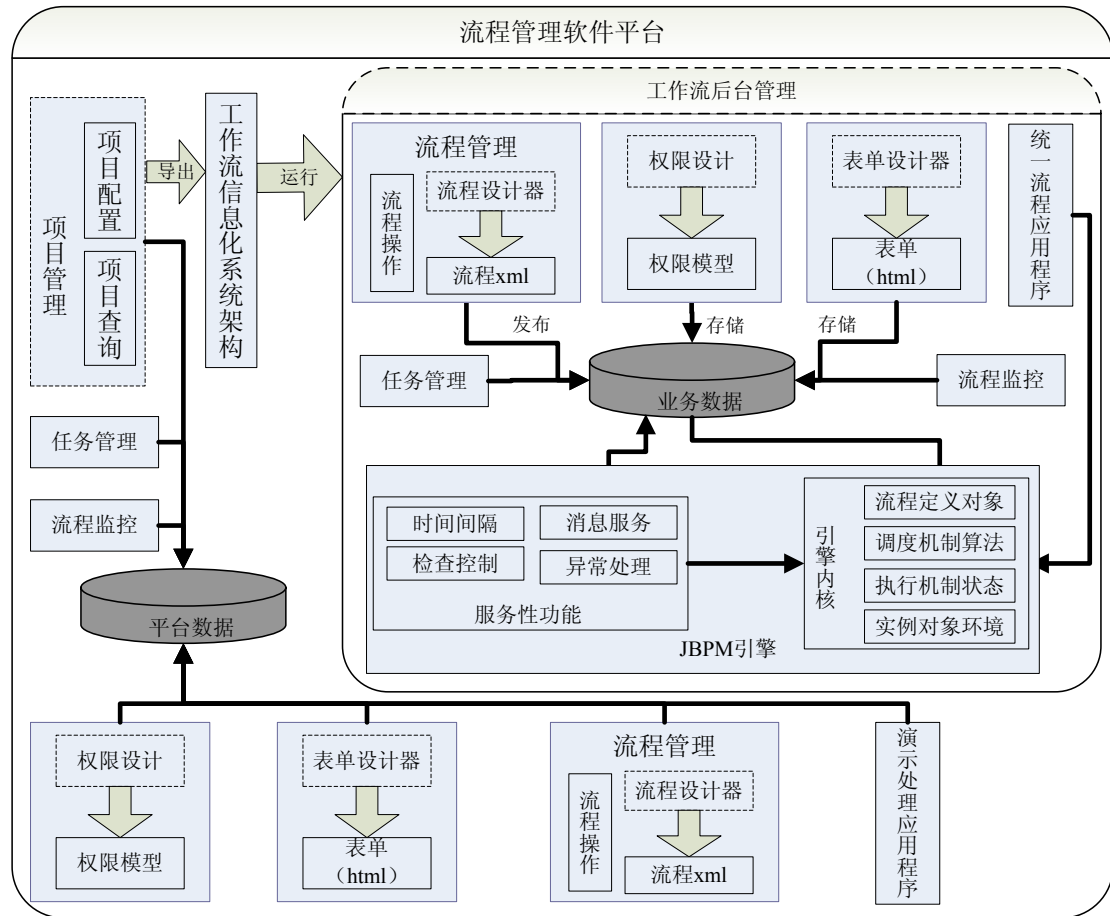 流程管理软件平台
工作流后台管理
项目管理
项目配置
项目查询
导出
工作流信息化系统架构
运行
流程管理
流程操作
流程设计器
流程xml
权限设计
权限模型
表单设计器
表单
（html）
统一流程应用程序
发布
存储
存储
任务管理
业务数据
流程监控
任务管理
流程监控
平台数据
时间间隔
消息服务
检查控制
异常处理
服务性功能
引擎内核
流程定义对象
调度机制算法
执行机制状态
实例对象环境
JBPM引擎
权限设计
权限模型
表单设计器
表单
（html）
流程管理
流程操作
流程设计器
流程xml
演示处理应用程序